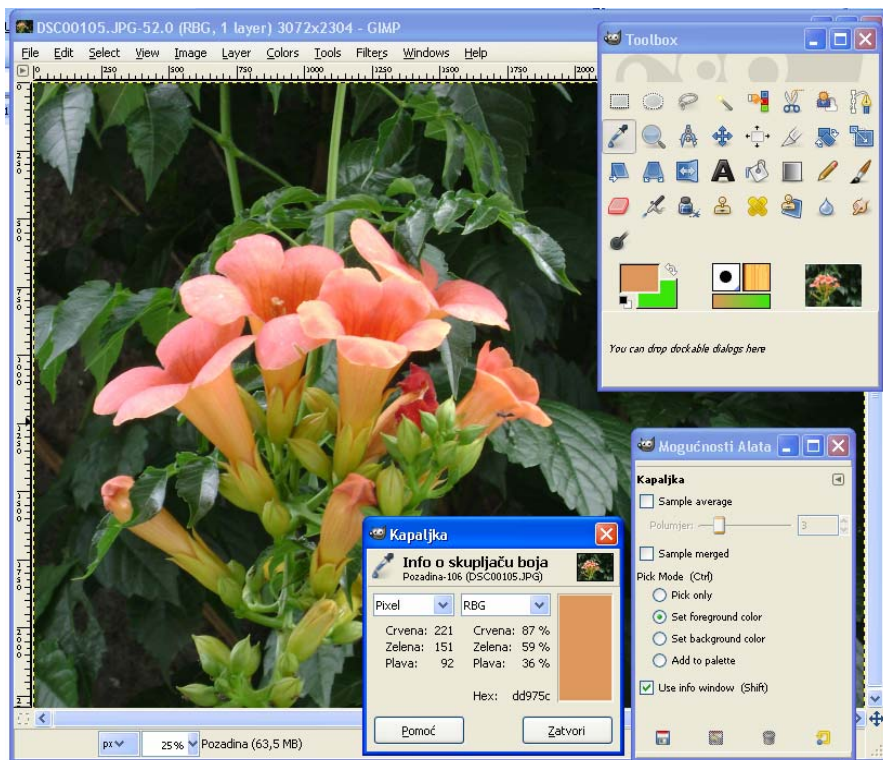 DSC00105.JPG-52.0 (RBG, 1 layer) 3072x2304 - GIMP
File Edit Select View Image Layer Colors Tools Filters Windows Help
0 250 500 750 1000 1250 1500 1750 2000
Toolbox
You can drop dockable dialogs here
Mogućnosti Alata
Kapaljka
Sample average
Polumjer: 3
Sample merged
Pick Mode (Ctrl)
Pick only
Set foreground color
Set background color
Add to palette
Use info window (Shift)
Kapaljka
Info o skupljaču boja
Pozadina-106 (DSC00105.JPG)
Pixel RBG
Crvena: 221 Crvena: 87 %
Zelena: 151 Zelena: 59 %
Plava: 92 Plava: 36 %
Hex: dd975c
Pomoć Zatvori
px 25% Pozadina (63,5 MB)